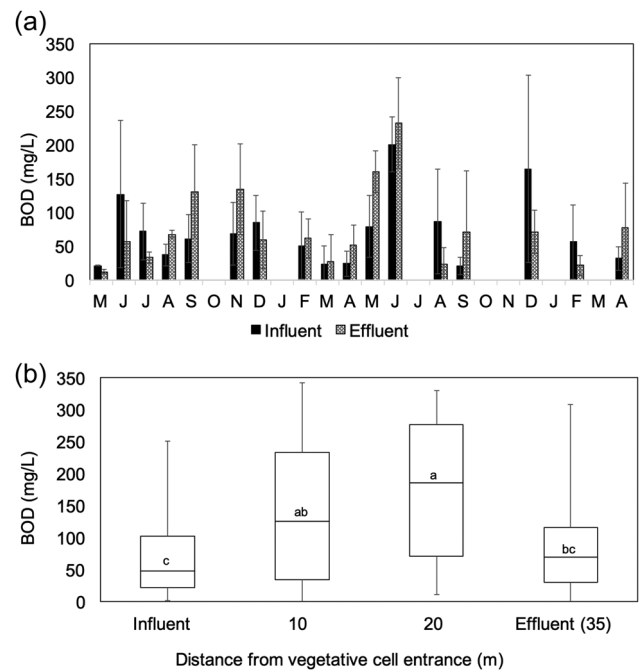 (a)
350
300
250
200
150
100
50
0
BOD (mg/L)
M J J A S O N D J F M A M J J A S O N D J F M A
Influent Effluent
(b)
350
300
250
200
150
100
50
0
BOD (mg/L)
c ab a bc
Influent 10 20 Effluent (35)
Distance from vegetative cell entrance (m)